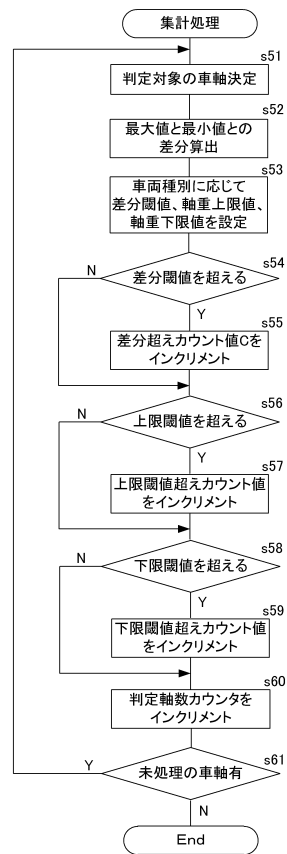 集計処理
s51
判定対象の車軸決定
s52
最大値と最小値との
差分算出
s53
車両種別に応じて
差分閾値、軸重上限値、
軸重下限値を設定
s54
N
差分閾値を超える
Y
s55
差分超えカウント値Cを
インクリメント
s56
N
上限閾値を超える
Y
s57
上限閾値超えカウント値
をインクリメント
s58
N
下限閾値を超える
Y
s59
下限閾値超えカウント値
をインクリメント
s60
判定軸数カウンタを
インクリメント
s61
Y
未処理の車軸有
N
End